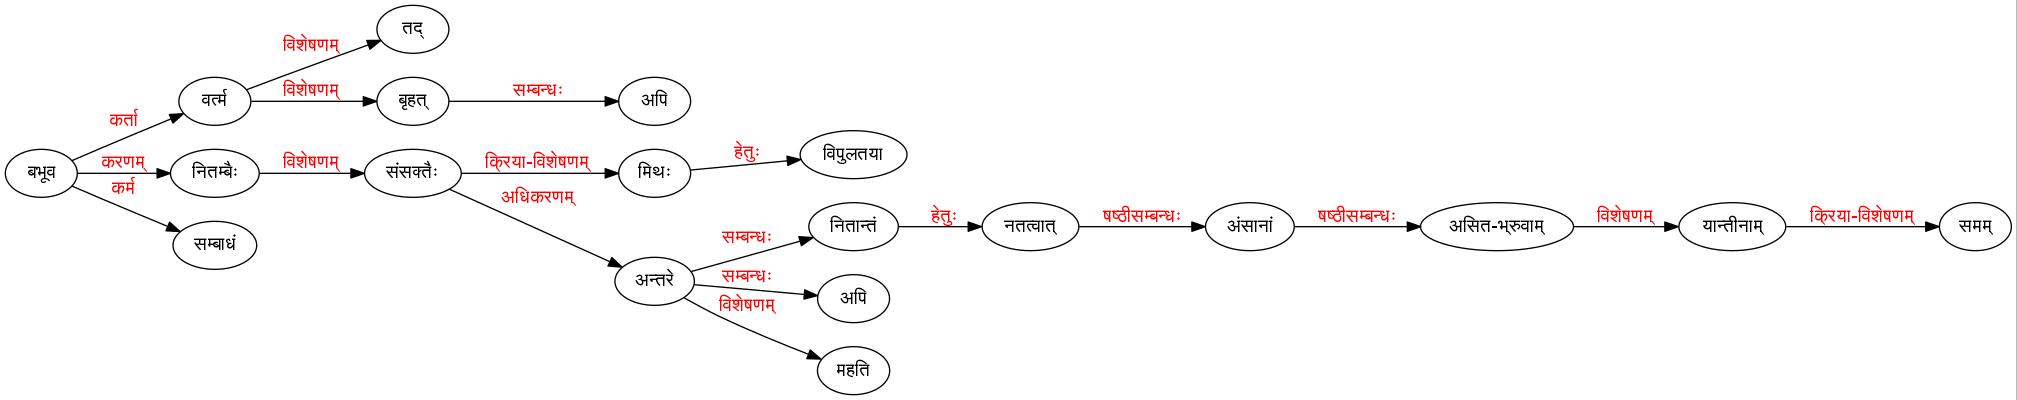 तद्
विशेषणम्
वर्त्म विशेषणम् बृहत् सम्बन्धः अपि
कर्ता
बभूव करणम् नितम्बैः विशेषणम् संसक्तैः क्रिया-विशेषणम् मिथः हेतुः विपुलतया
कर्म
अधिकरणम्
सम्बाधं
सम्बन्धः नितान्तं हेतुः नतत्वात् षष्ठीसम्बन्धः अंसानां षष्ठीसम्बन्धः असित-भ्रुवाम् विशेषणम् यान्तीनाम् क्रिया-विशेषणम् समम्
अन्तरे सम्बन्धः अपि
विशेषणम्
महति